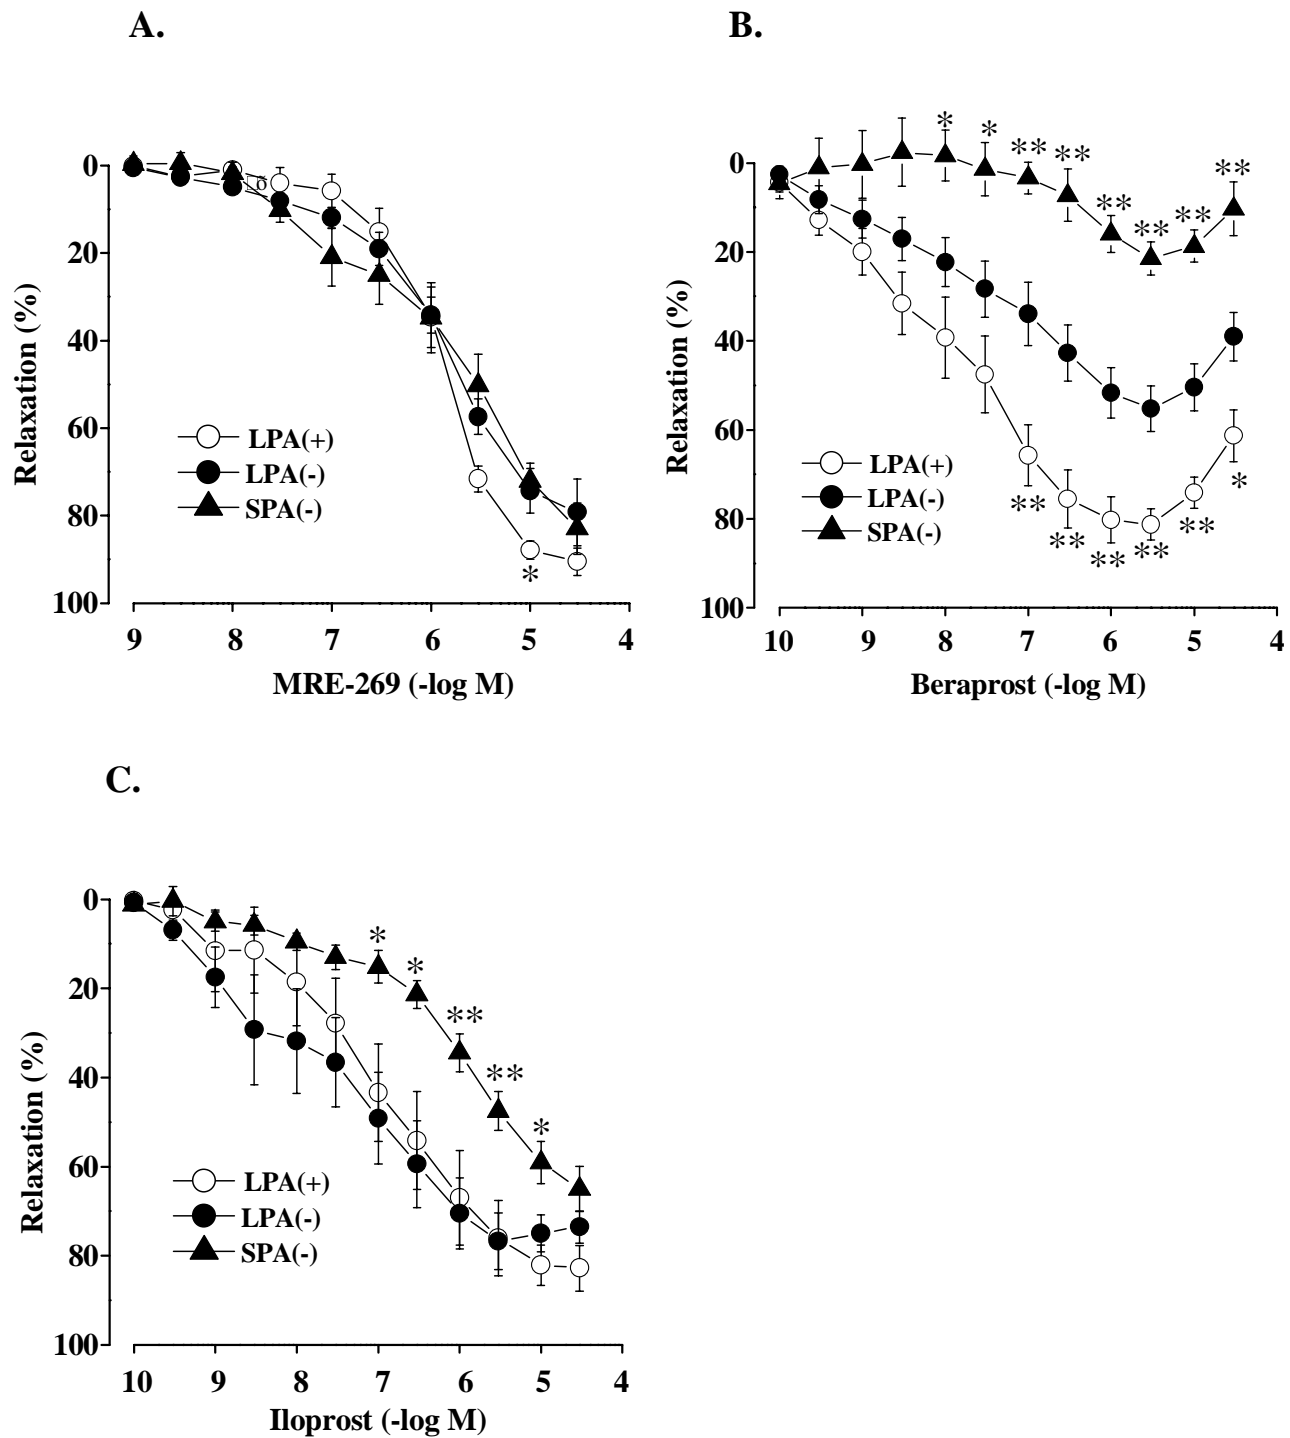 A.
0
20
40
60
80
100
Relaxation (%)
ō
LPA(+)
LPA(-)
SPA(-)
*
9 8 7 6 5 4
MRE-269 (-log M)
B.
0
20
40
60
80
100
Relaxation (%)
* * ** ** ** ** ** **
LPA(+)
LPA(-)
SPA(-)
** ** ** ** ** *
10 9 8 7 6 5 4
Beraprost (-log M)
C.
0
20
40
60
80
100
Relaxation (%)
* * ** ** *
LPA(+)
LPA(-)
SPA(-)
10 9 8 7 6 5 4
Iloprost (-log M)